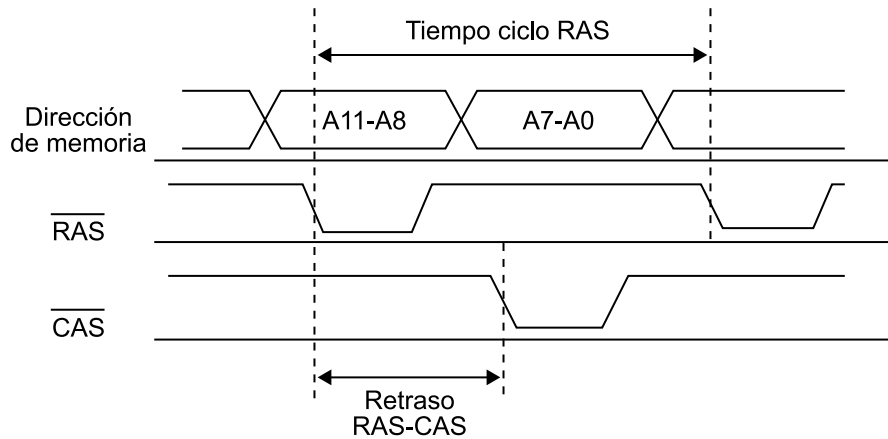 Tiempo ciclo RAS
Dirección
de memoria
A11-A8
A7-A0
RAS
CAS
Retraso
RAS-CAS